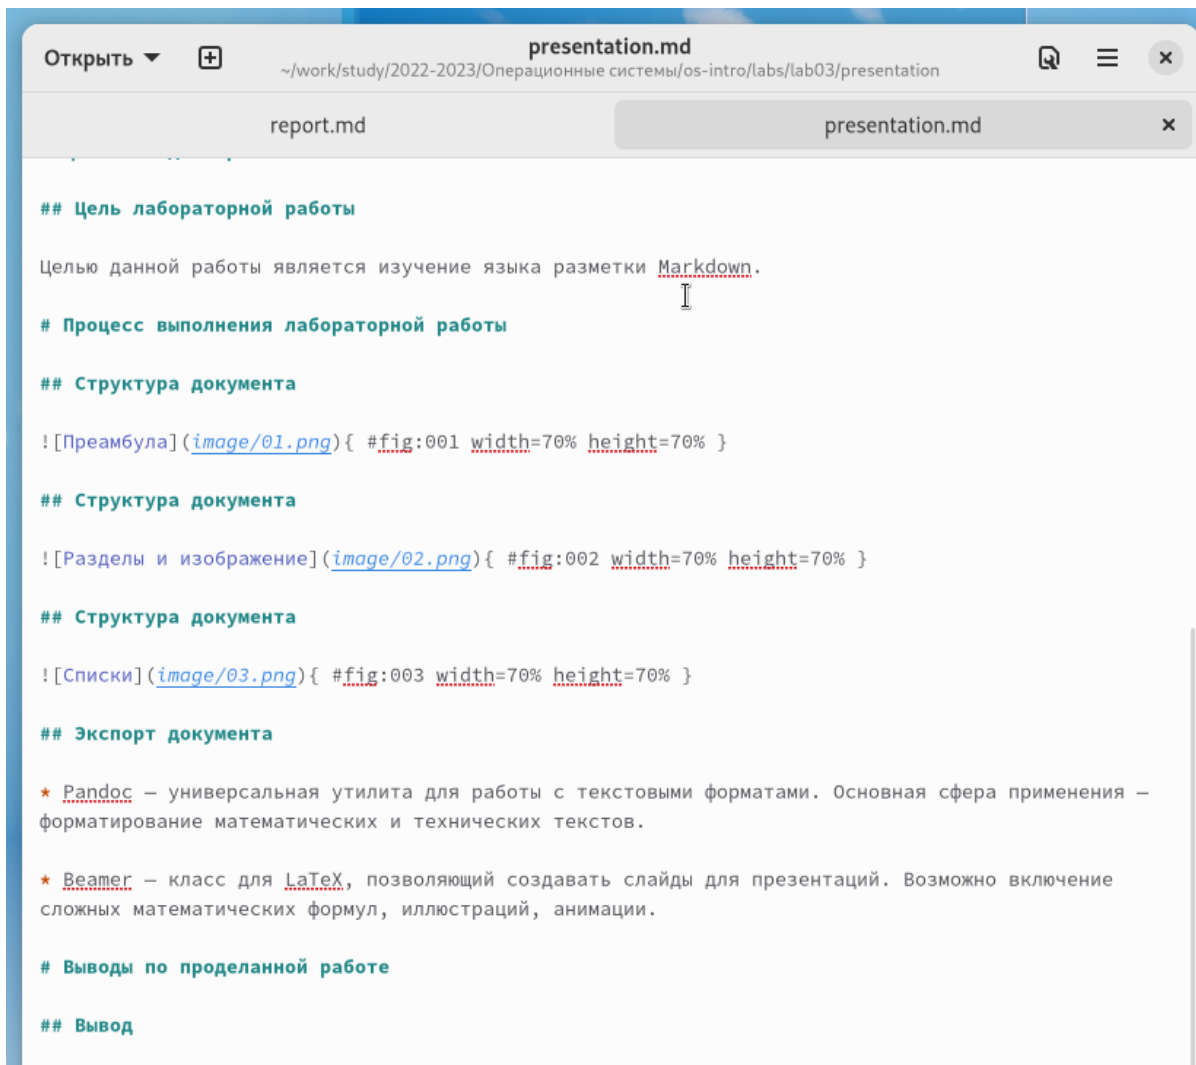 Открыть
presentation.md
~/work/study/2022-2023/Операционные системы/os-intro/labs/lab03/presentation
report.md
presentation.md
## Цель лабораторной работы
Целью данной работы является изучение языка разметки Markdown.
# Процесс выполнения лабораторной работы
## Структура документа
![Преамбула](image/01.png){ #fig:001 width=70% height=70% }
## Структура документа
![Разделы и изображение](image/02.png){ #fig:002 width=70% height=70% }
## Структура документа
![Списки](image/03.png){ #fig:003 width=70% height=70% }
## Экспорт документа
* Pandoc — универсальная утилита для работы с текстовыми форматами. Основная сфера применения —
форматирование математических и технических текстов.
* Beamer — класс для LaTeX, позволяющий создавать слайды для презентаций. Возможно включение
сложных математических формул, иллюстраций, анимации.
# Выводы по проделанной работе
## Вывод